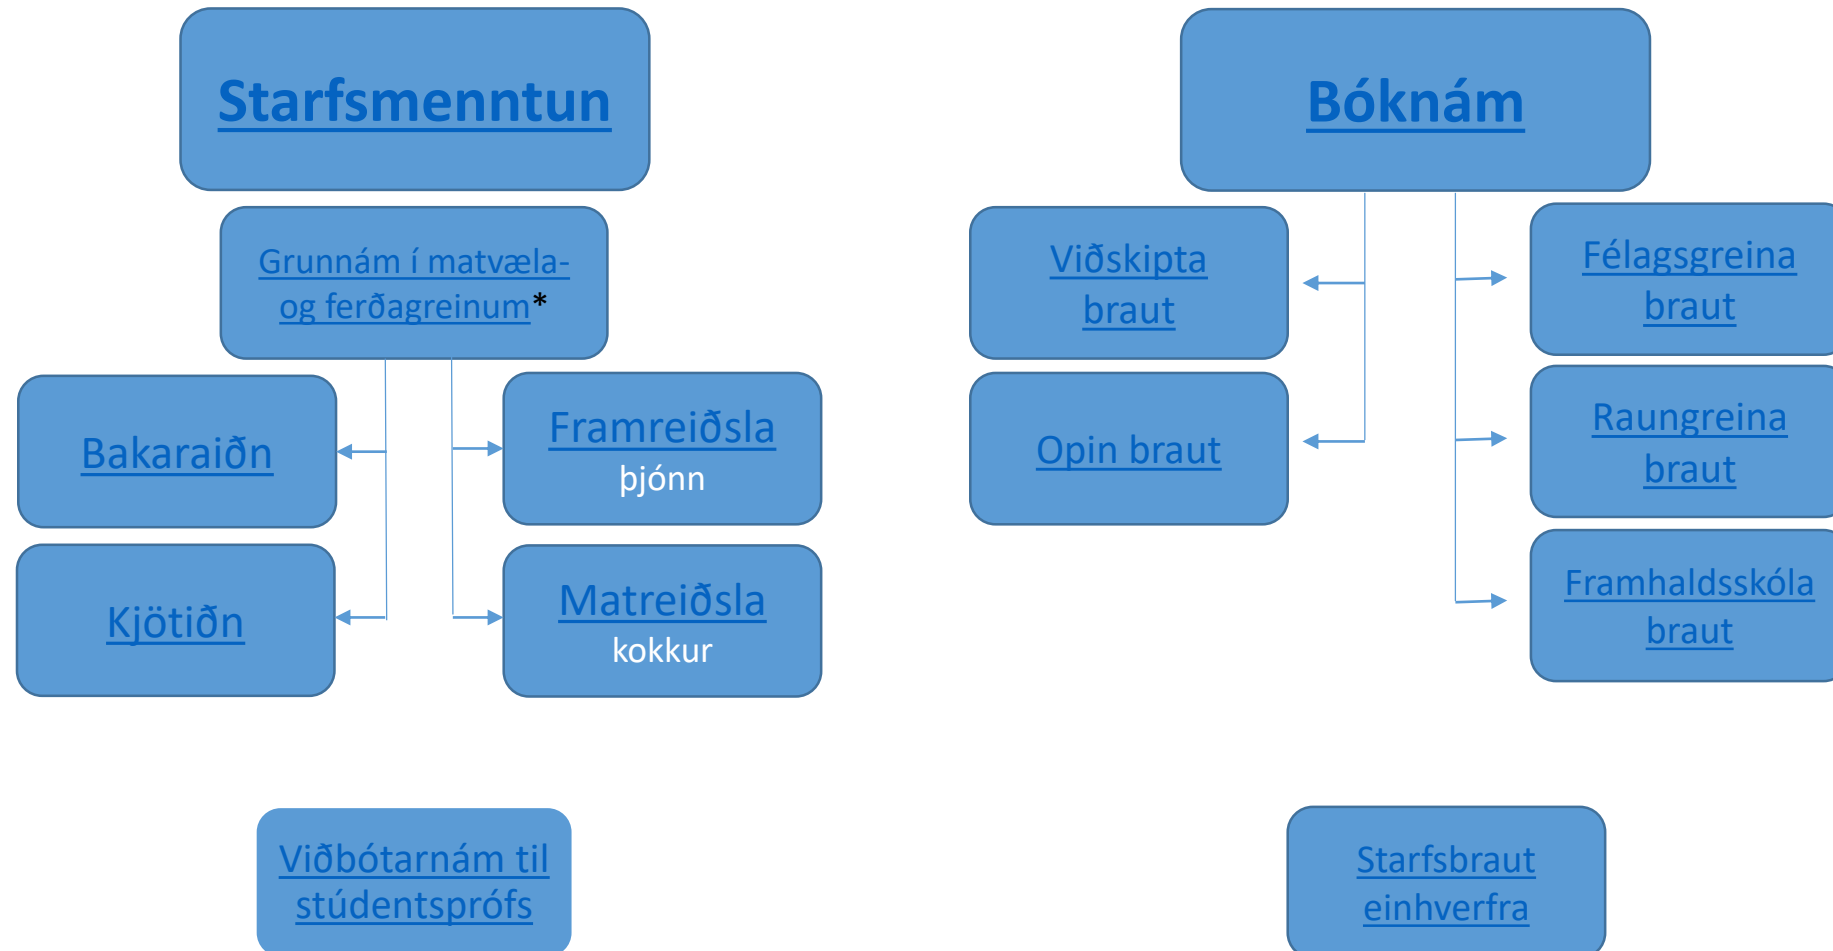 Starfsmenntun
Grunnám í matvæla-
og ferðagreinum*
Bakaraiðn
Framreiðsla
þjónn
Kjötiðn
Matreiðsla
kokkur
Viðbótarnám til
stúdentsprófs
Bóknám
Viðskipta
braut
Félagsgreina
braut
Opin braut
Raungreina
braut
Framhaldsskóla
braut
Starfsbraut
einhverfra